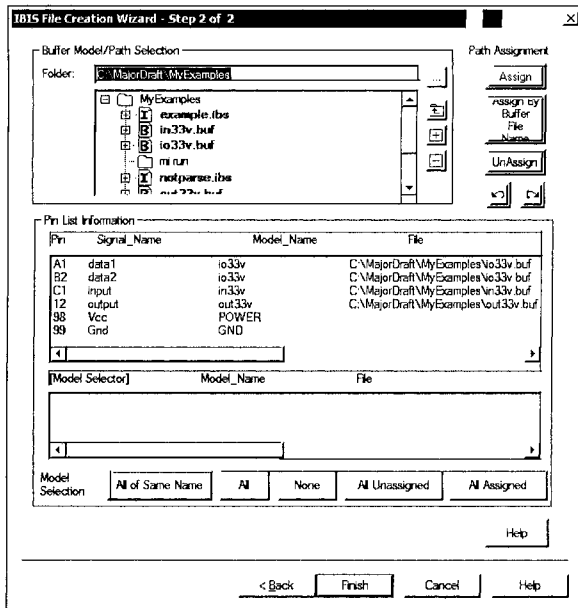 IBIS File Creation Wizard - Step 2 of 2
Buffer Model/Path Selection
Path Assignment
Folder:
C:\MajorDraft\MyExamples
...
Assign
MyExamples
example.ibs
in33v.buf
io33v.buf
mi run
notparse.ibs
out33v.buf
Assign By
Buffer
File
Name
UnAssign
Pin List Information
Pin Signal_Name Model_Name File
A1 data1 io33v C:\MajorDraft\MyExamples\io33v.buf
B2 data2 io33v C:\MajorDraft\MyExamples\io33v.buf
C1 input in33v C:\MajorDraft\MyExamples\in33v.buf
12 output out33v C:\MajorDraft\MyExamples\out33v.buf
98 Vcc POWER
99 Gnd GND
[Model Selector] Model_Name File
Model
Selection
All of Same Name All None All Unassigned All Assigned
Help
< Back Finish Cancel Help